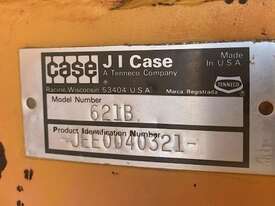 case
J I Case
A Tenneco Company
Racine, Wisconsin 53404 U.S.A.
Made
In U.S.A.
TENNECO
Marca Registrada
Model Number
621B
Product Identification Number
-JEE0040321-